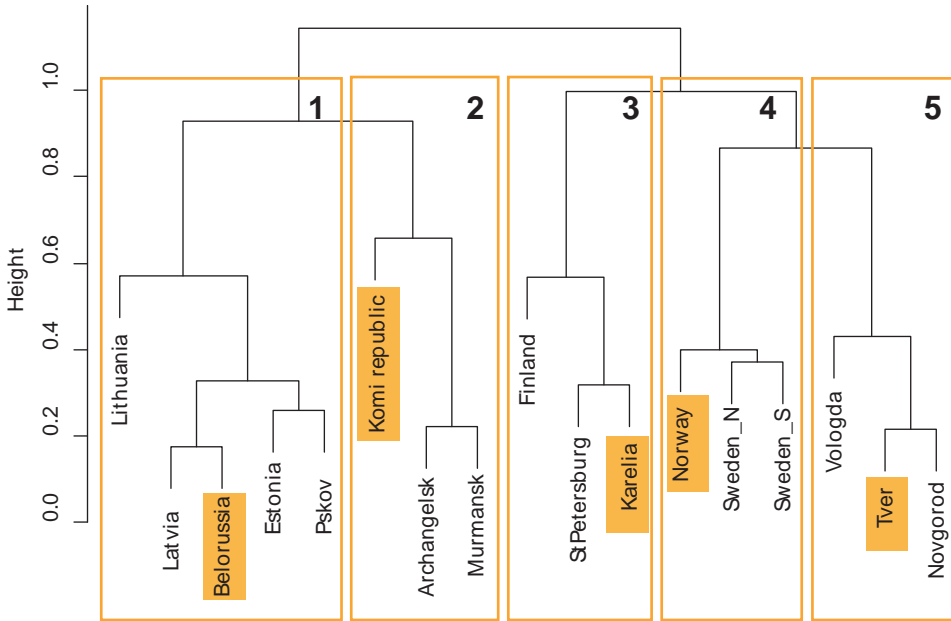 Height
1.0
0.8
0.6
0.4
0.2
0.0
1
2
3
4
5
Lithuania
Latvia
Belorussia
Estonia
Pskov
Komi republic
Archangelsk
Murmansk
Finland
StPetersburg
Karelia
Norway
Sweden_N
Sweden_S
Vologda
Tver
Novgorod